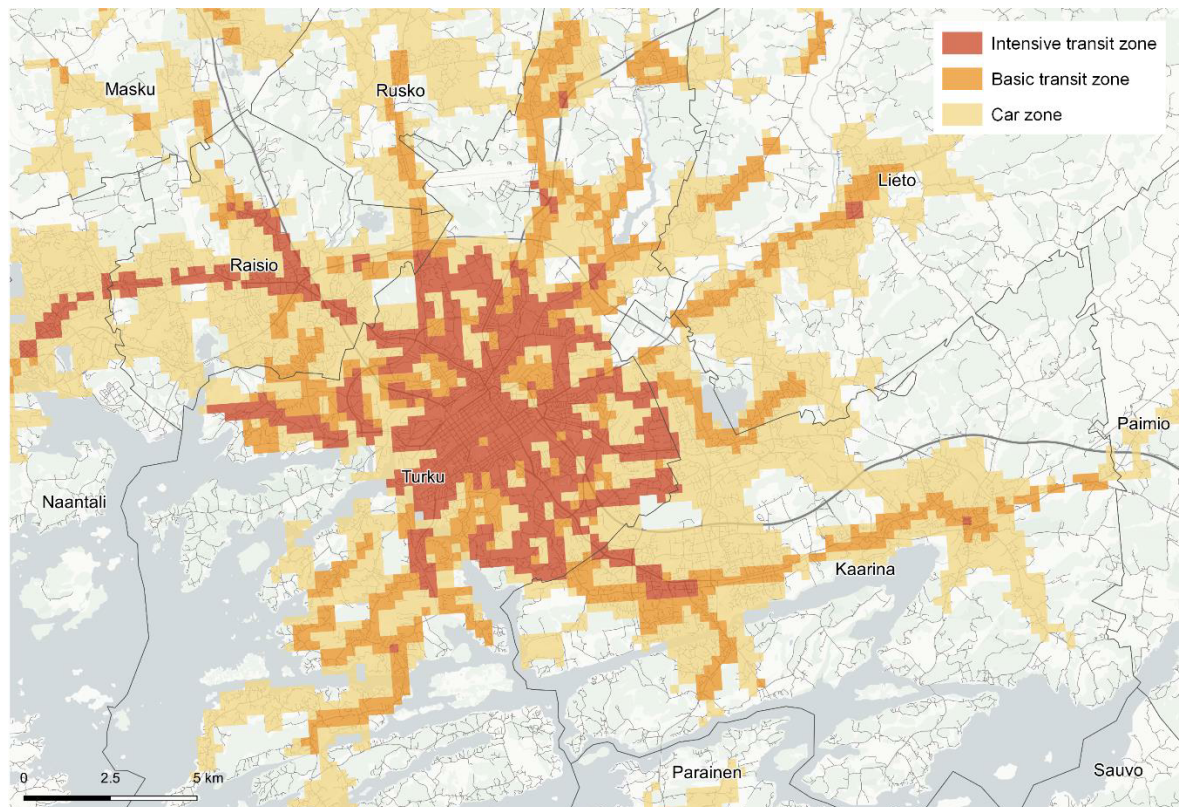 Intensive transit zone
Basic transit zone
Car zone
Masku
Rusko
Lieto
Raisio
Paimio
Turku
Naantali
Kaarina
Parainen
Sauvo
0 2.5 5 km